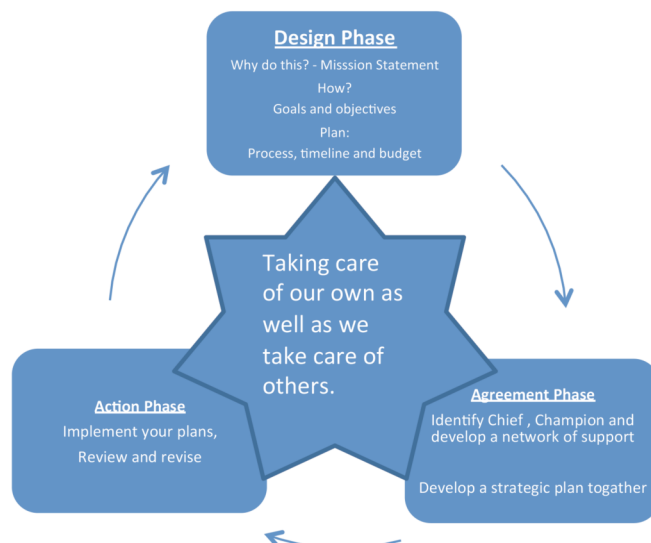 Design Phase
Why do this? - Misssion Statement
How?
Goals and objectives
Plan:
Process, timeline and budget
Taking care
of our own as
well as we
take care of
others.
Action Phase
Implement your plans,
Review and revise
Agreement Phase
Identify Chief , Champion and
develop a network of support
Develop a strategic plan togather